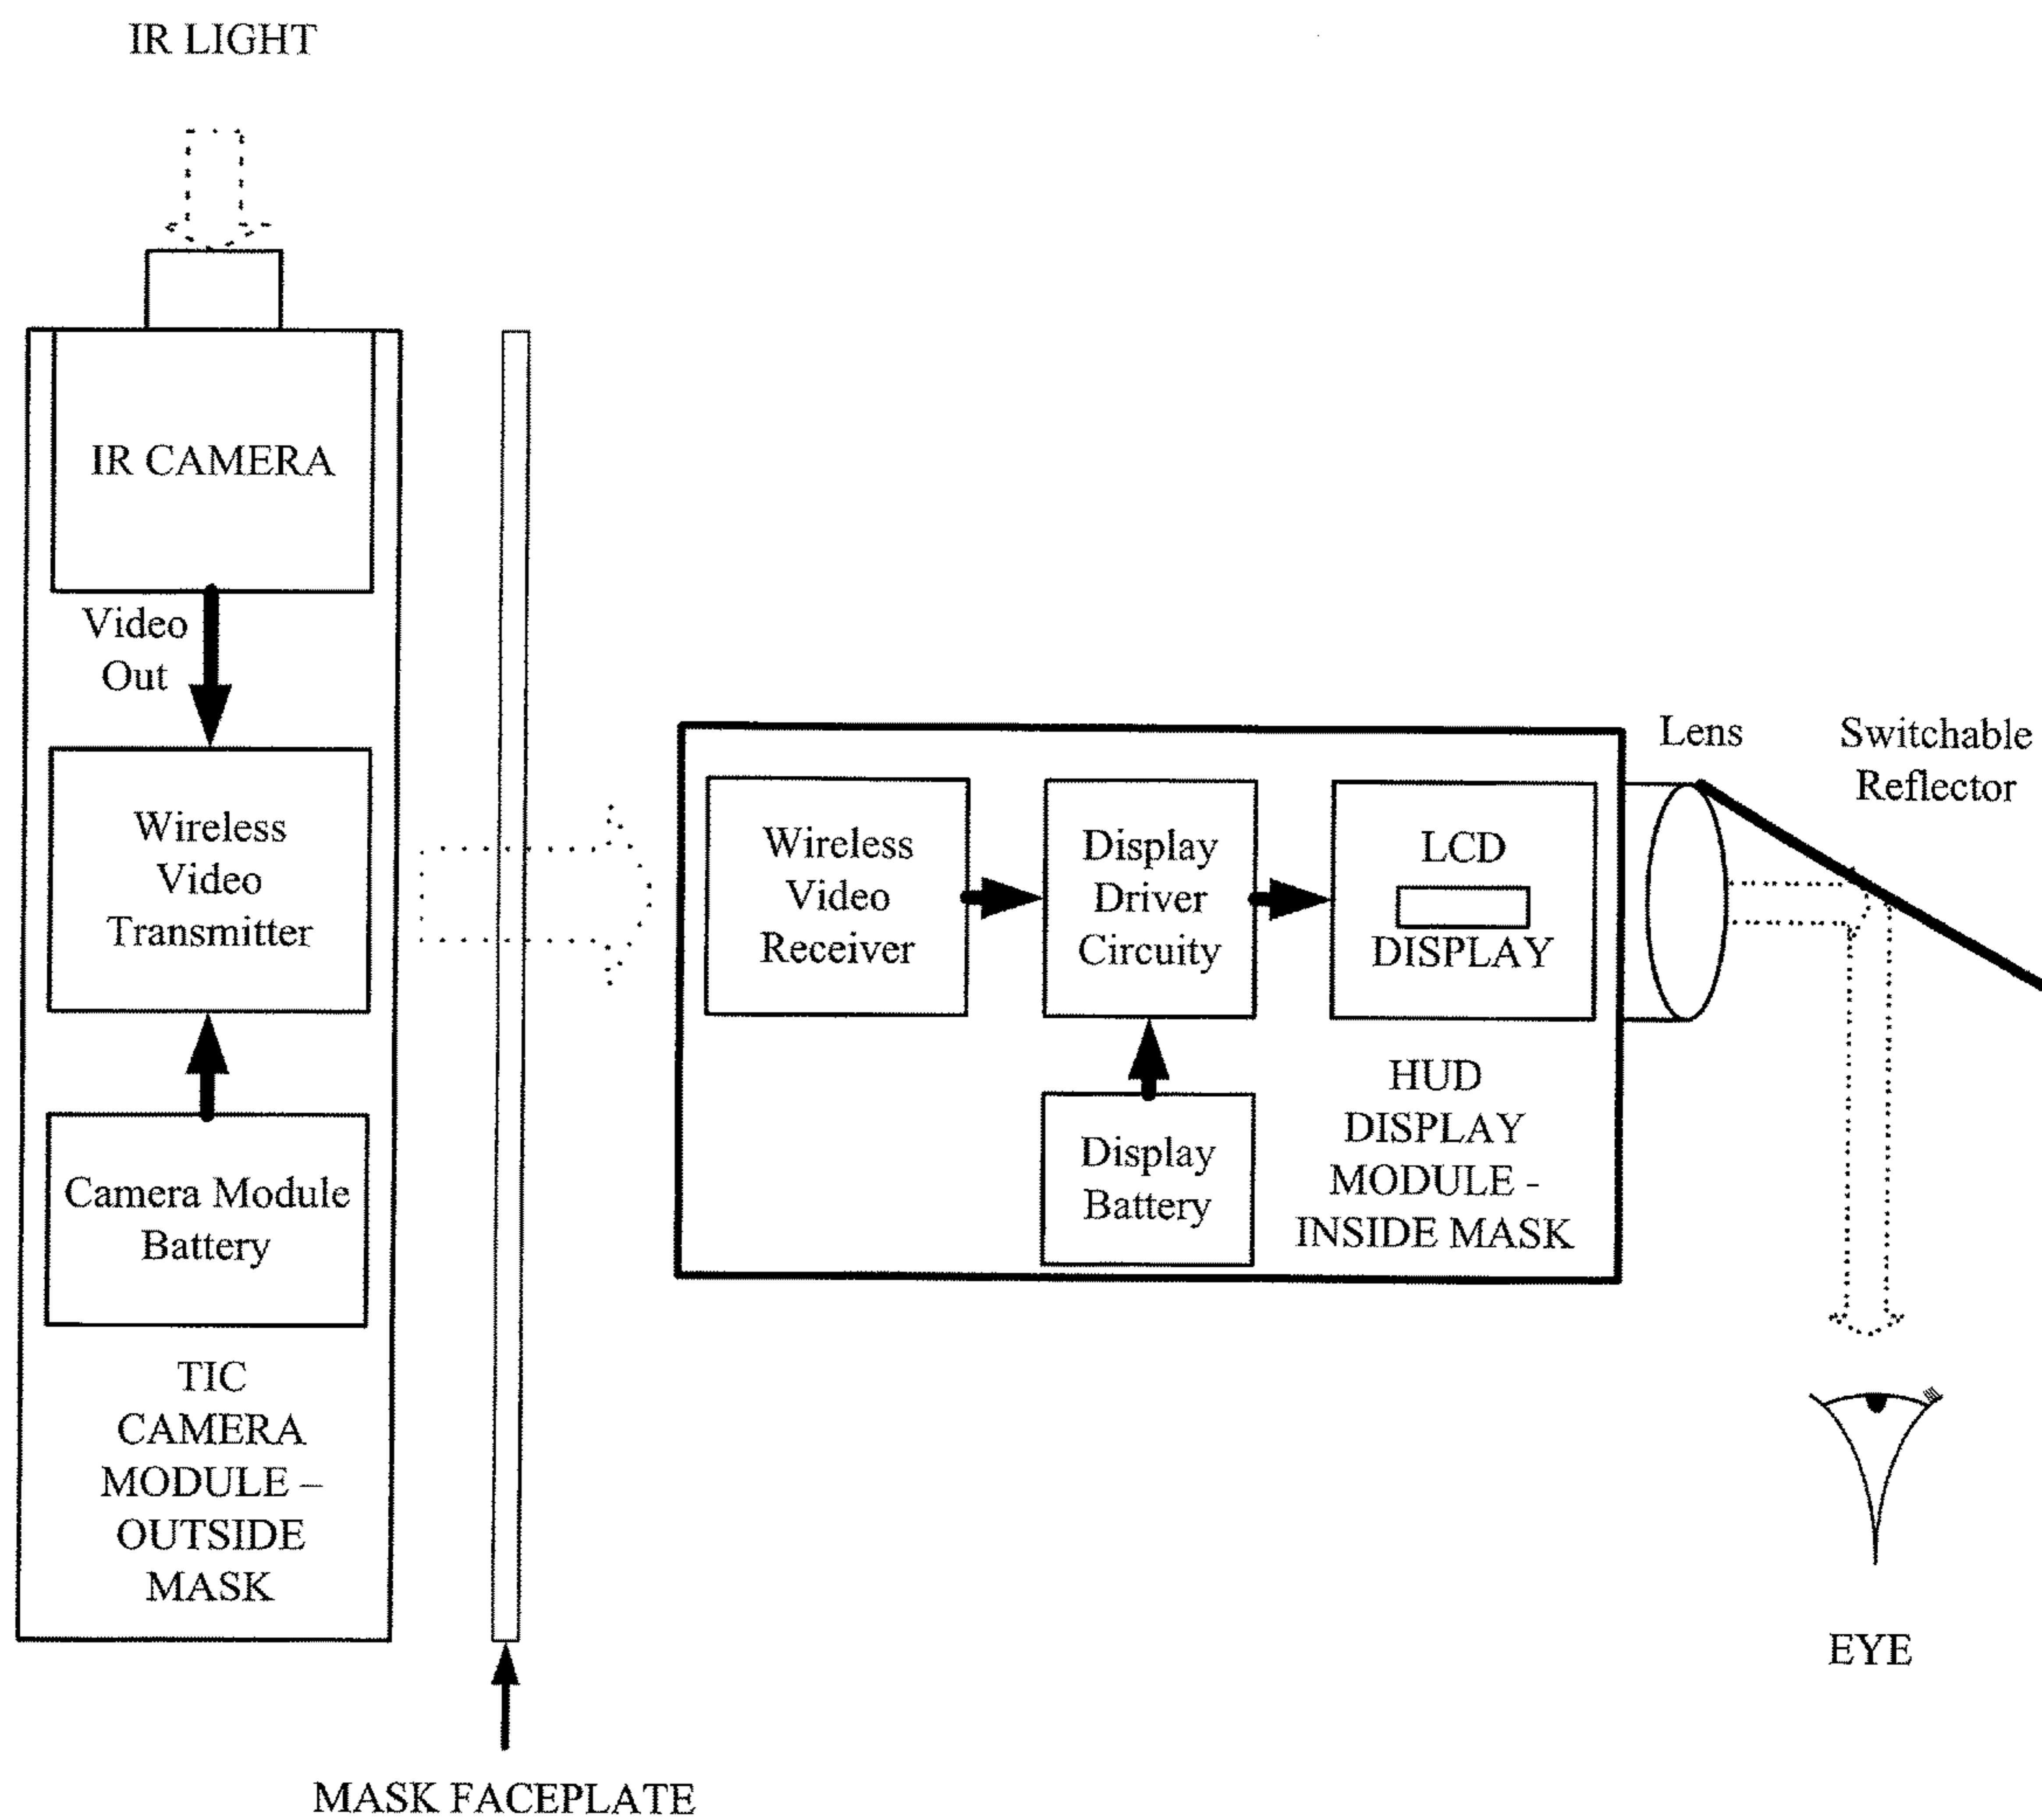 IR LIGHT
IR CAMERA
Video
Out
Wireless
Video
Transmitter
Camera Module
Battery
TIC
CAMERA
MODULE –
OUTSIDE
MASK
MASK FACEPLATE
Wireless
Video
Receiver
Display
Driver
Circuity
LCD
DISPLAY
Display
Battery
HUD
DISPLAY
MODULE -
INSIDE MASK
Lens
Switchable
Reflector
EYE